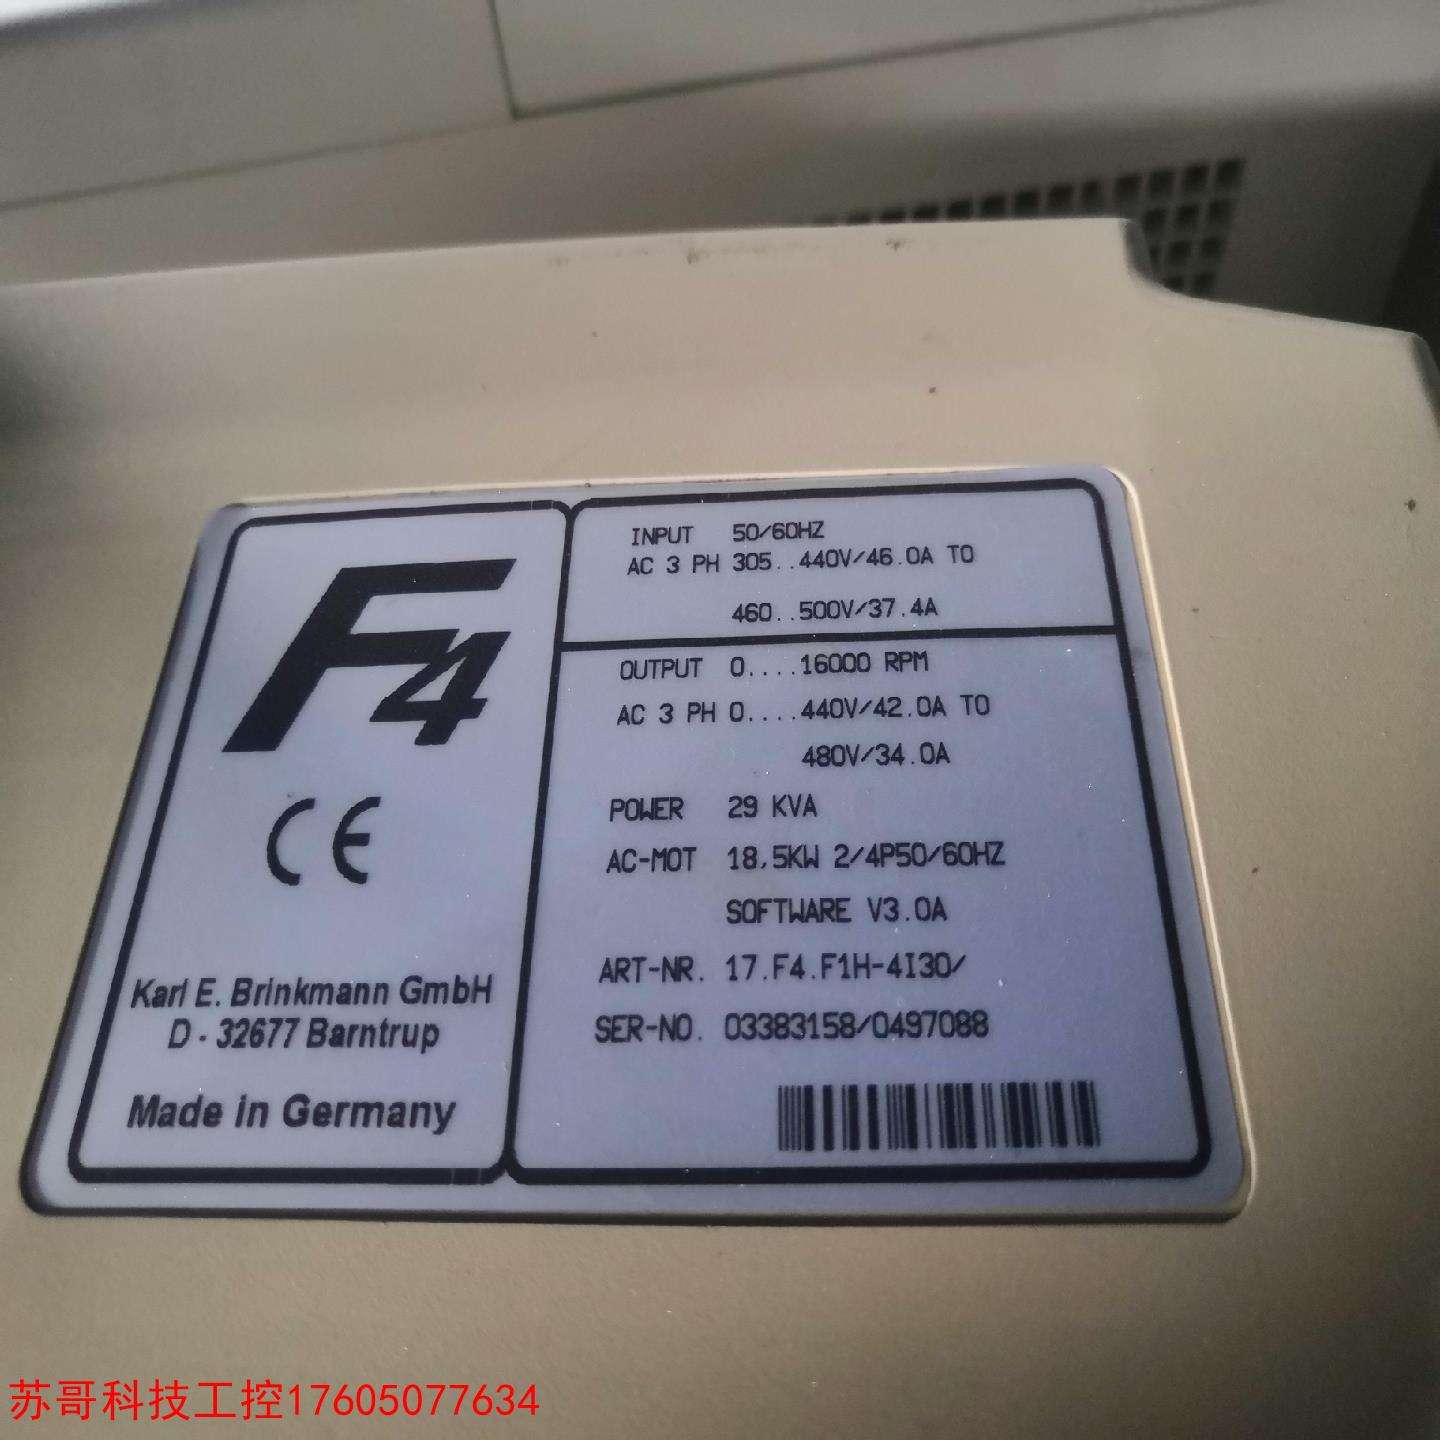 F4
CE
Karl E. Brinkmann GmbH
D - 32677 Barntrup
Made in Germany
INPUT 50/60HZ
AC 3 PH 305..440V/46.0A TO
460..500V/37.4A
OUTPUT 0....16000 RPM
AC 3 PH 0....440V/42.0A TO
480V/34.0A
POWER 29 KVA
AC-MOT 18.5KW 2/4P50/60HZ
SOFTWARE V3.0A
ART-NR. 17.F4.F1H-4I30/
SER-NO. 03383158/0497088
苏哥科技工控17605077634